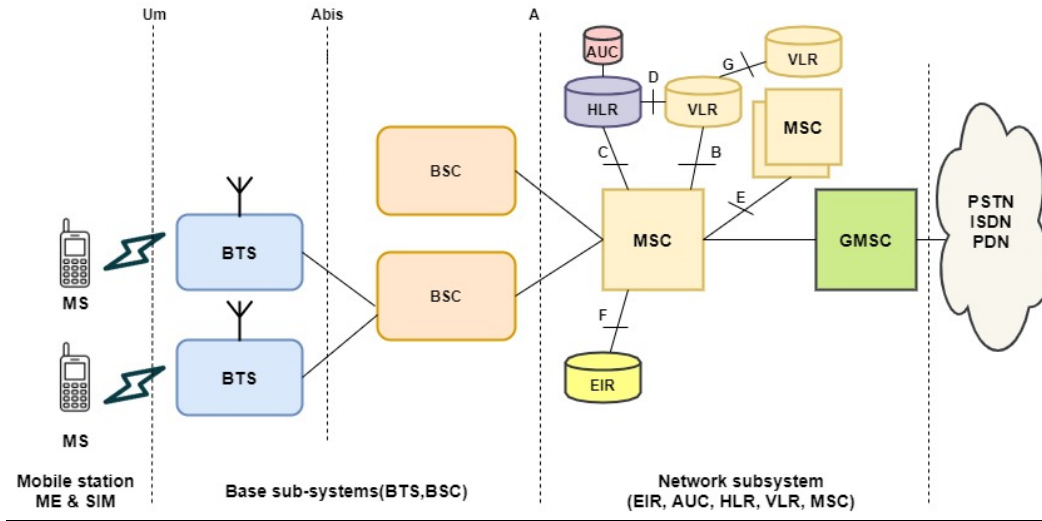 Um
Abis
A
AUC
G
VLR
D
HLR
VLR
MSC
C
B
BSC
E
PSTN
ISDN
PDN
MSC
GMSC
BTS
MS
BSC
F
BTS
EIR
MS
Mobile station
ME & SIM
Base sub-systems(BTS,BSC)
Network subsystem
(EIR, AUC, HLR, VLR, MSC)